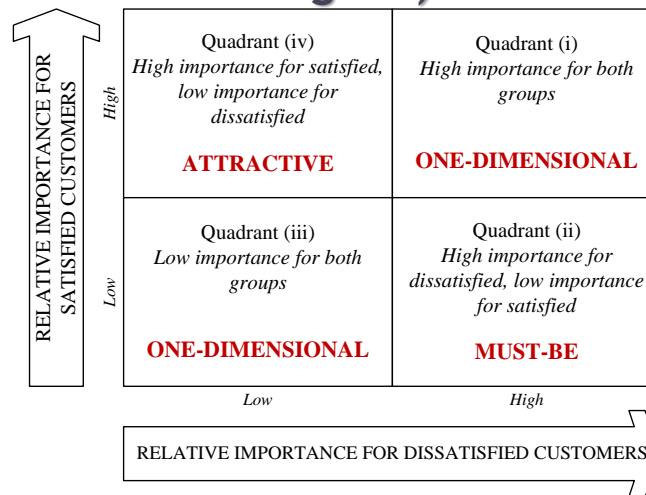 RELATIVE IMPORTANCE FOR
SATISFIED CUSTOMERS
High
Low
Quadrant (iv)
High importance for satisfied,
low importance for
dissatisfied
ATTRACTIVE
Quadrant (i)
High importance for both
groups
ONE-DIMENSIONAL
Quadrant (iii)
Low importance for both
groups
ONE-DIMENSIONAL
Quadrant (ii)
High importance for
dissatisfied, low importance
for satisfied
MUST-BE
Low
High
RELATIVE IMPORTANCE FOR DISSATISFIED CUSTOMERS